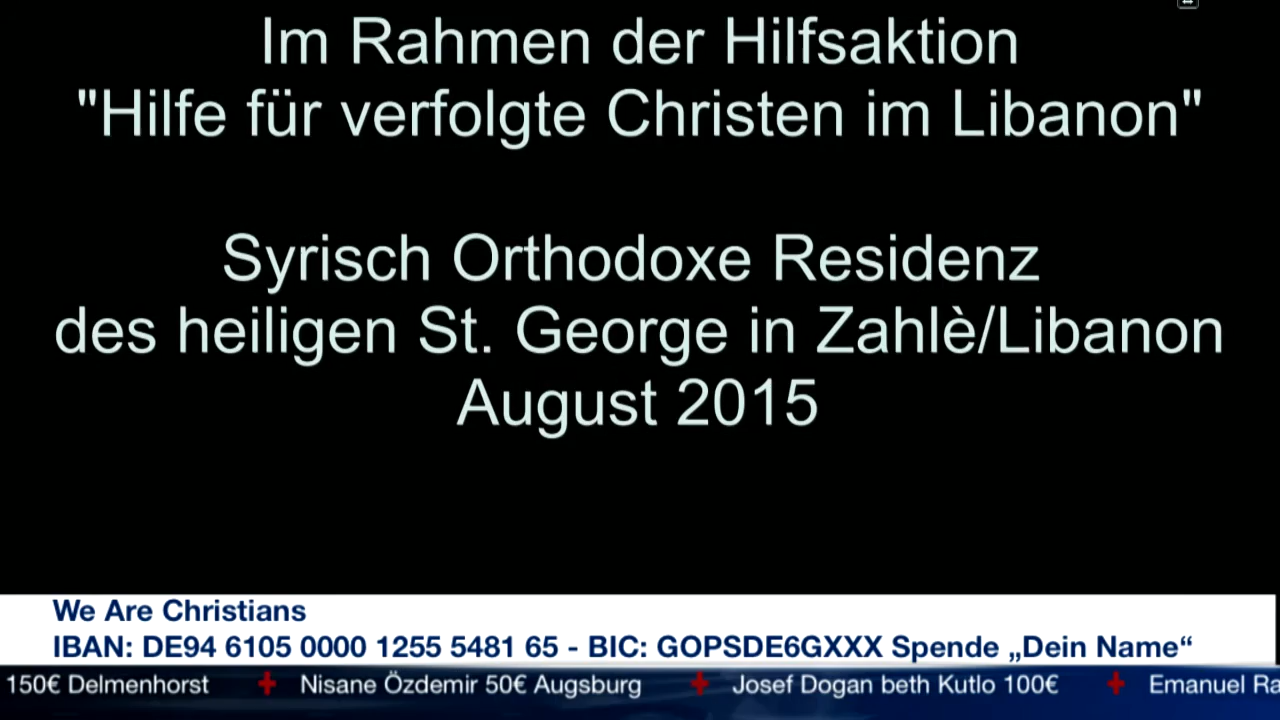 Im Rahmen der Hilfsaktion
"Hilfe für verfolgte Christen im Libanon"
Syrisch Orthodoxe Residenz
des heiligen St. George in Zahlè/Libanon
August 2015
We Are Christians
IBAN: DE94 6105 0000 1255 5481 65 - BIC: GOPSDE6GXXX Spende „Dein Name“
150€ Delmenhorst + Nisane Özdemir 50€ Augsburg + Josef Dogan beth Kutlo 100€ + Emanuel